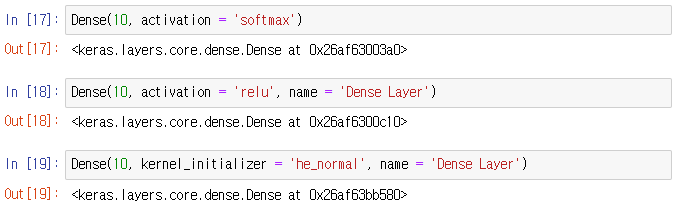 In [17]: Dense(10, activation = 'softmax')
Out[17]: <keras.layers.core.dense.Dense at 0x26af63003a0>
In [18]: Dense(10, activation = 'relu', name = 'Dense Layer')
Out[18]: <keras.layers.core.dense.Dense at 0x26af6300c10>
In [19]: Dense(10, kernel_initializer = 'he_normal', name = 'Dense Layer')
Out[19]: <keras.layers.core.dense.Dense at 0x26af63bb580>